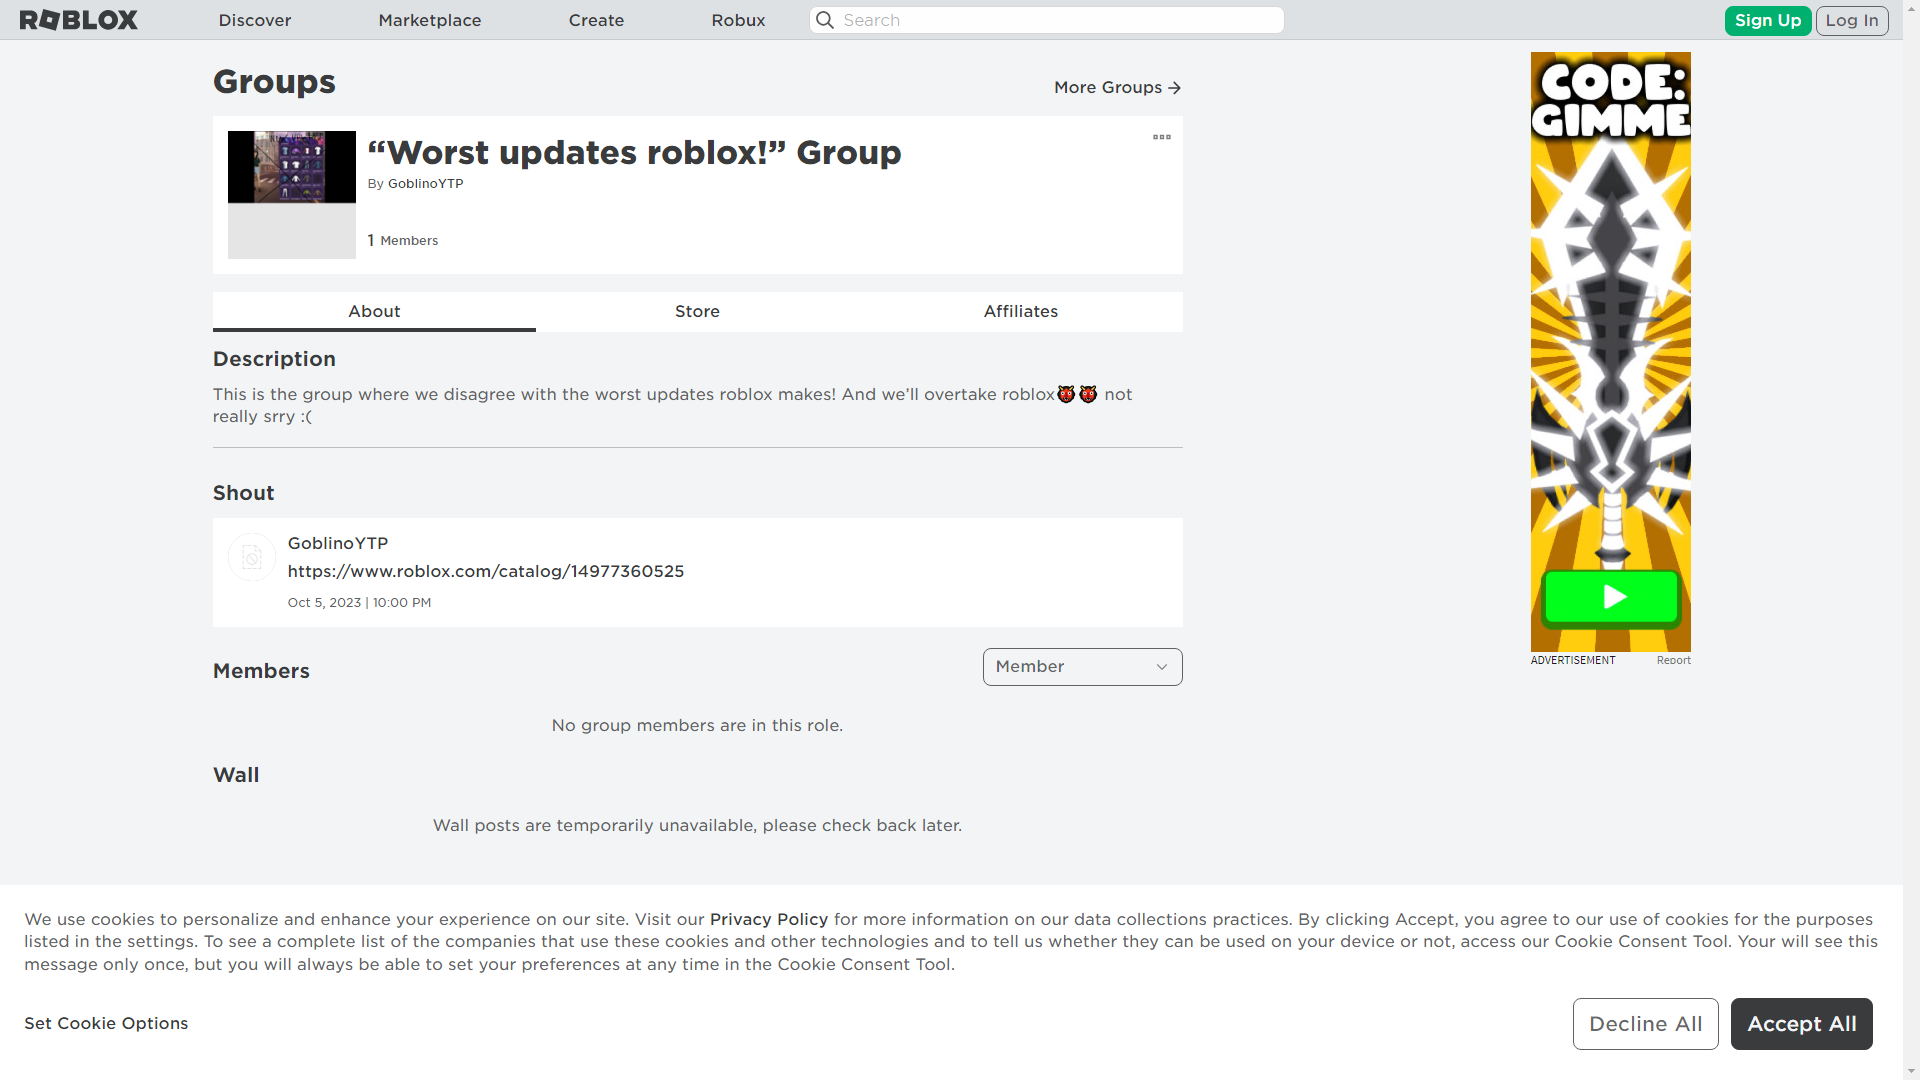 ROBLOX Discover Marketplace Create Robux Search Sign Up Log In
Groups More Groups
“Worst updates roblox!” Group
By GoblinoYTP
1 Members
About Store Affiliates
Description
This is the group where we disagree with the worst updates roblox makes! And we’ll overtake roblox👹👹 not
really srry :(
Shout
GoblinoYTP
https://www.roblox.com/catalog/14977360525
Oct 5, 2023 | 10:00 PM
Members Member
No group members are in this role.
Wall
Wall posts are temporarily unavailable, please check back later.
CODE:
GIMME
ADVERTISEMENT Report
We use cookies to personalize and enhance your experience on our site. Visit our Privacy Policy for more information on our data collections practices. By clicking Accept, you agree to our use of cookies for the purposes
listed in the settings. To see a complete list of the companies that use these cookies and other technologies and to tell us whether they can be used on your device or not, access our Cookie Consent Tool. Your will see this
message only once, but you will always be able to set your preferences at any time in the Cookie Consent Tool.
Set Cookie Options Decline All Accept All